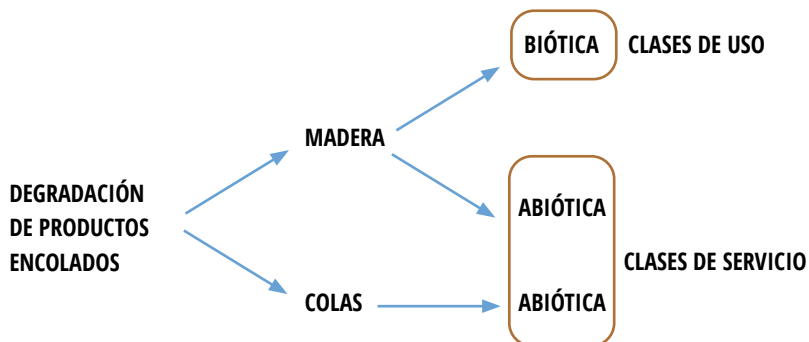 BIÓTICA
CLASES DE USO
MADERA
DEGRADACIÓN
DE PRODUCTOS
ENCOLADOS
ABIÓTICA
CLASES DE SERVICIO
COLAS
ABIÓTICA